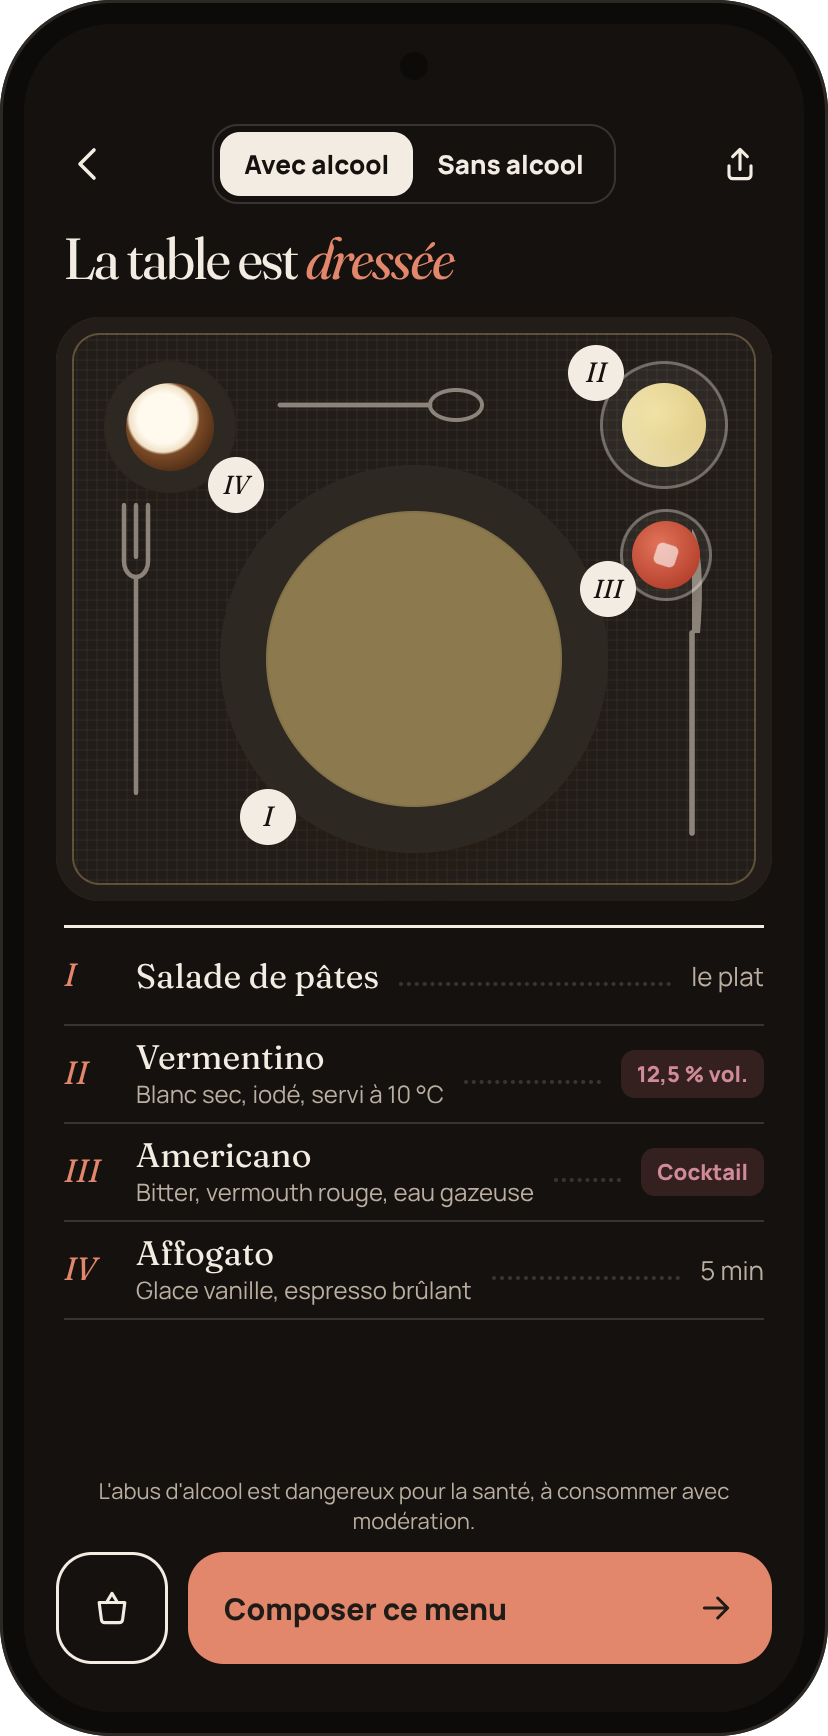 Avec alcool
Sans alcool
La table est dressée
II
IV
III
I
I Salade de pâtes le plat
II Vermentino 12,5 % vol.
Blanc sec, iodé, servi à 10 °C
III Americano Cocktail
Bitter, vermouth rouge, eau gazeuse
IV Affogato 5 min
Glace vanille, espresso brûlant
L'abus d'alcool est dangereux pour la santé, à consommer avec
modération.
Composer ce menu